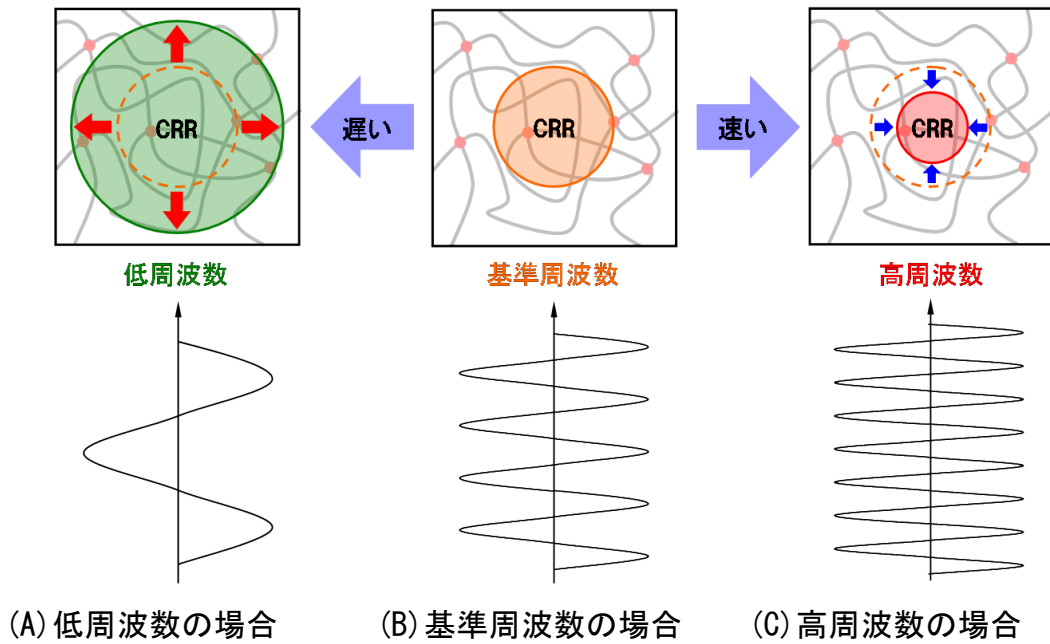 CRR
遅い
CRR
速い
CRR
低周波数
基準周波数
高周波数
(A)低周波数の場合
(B)基準周波数の場合
(C)高周波数の場合